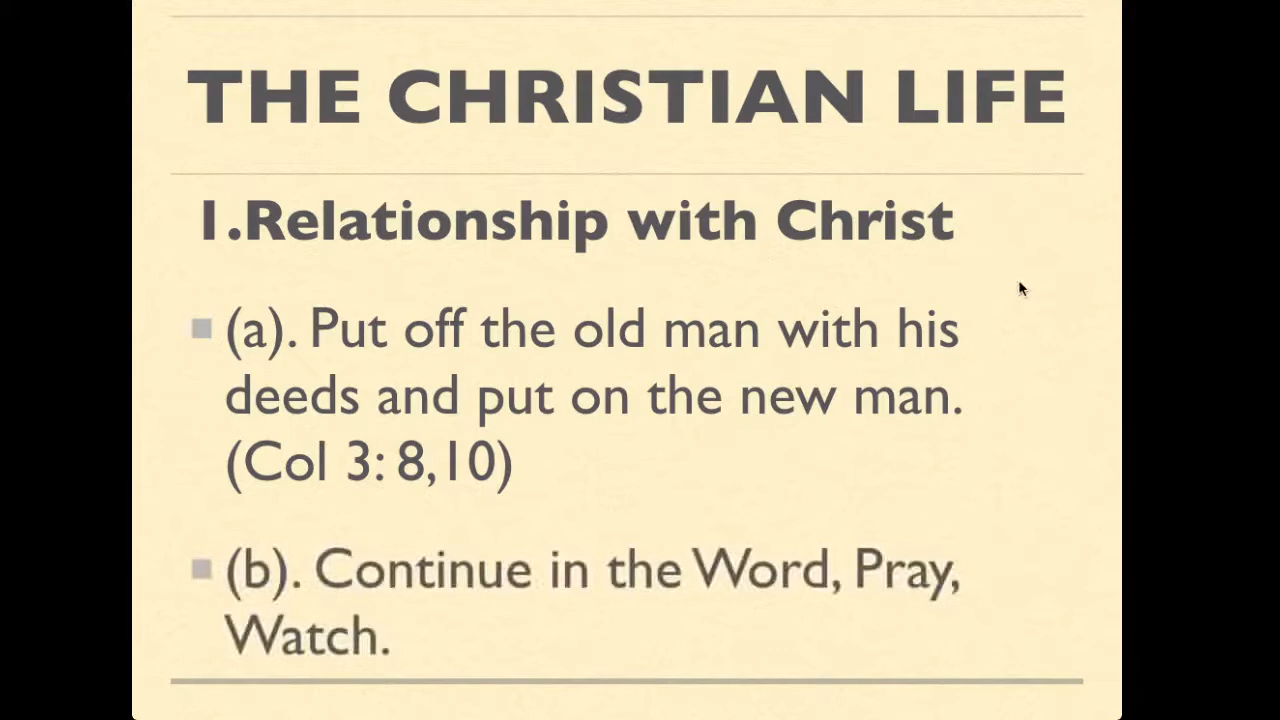 THE CHRISTIAN LIFE
1.Relationship with Christ
(a). Put off the old man with his
deeds and put on the new man.
(Col 3: 8,10)
(b). Continue in the Word, Pray,
Watch.